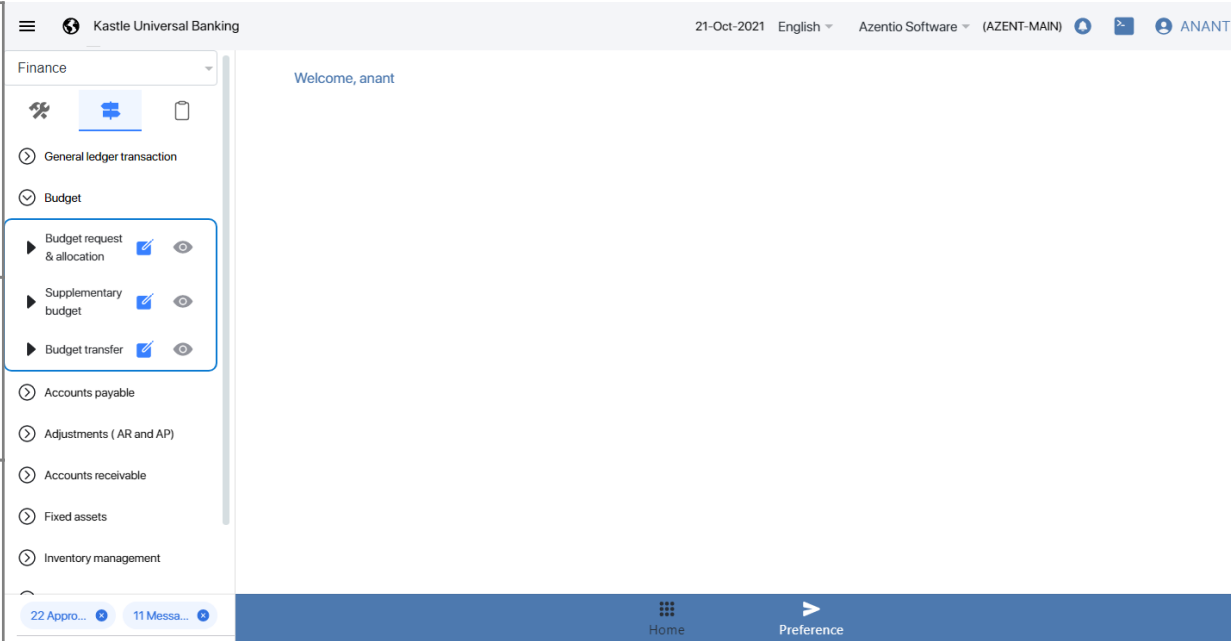 Kastle Universal Banking
21-Oct-2021 English Azentio Software (AZENT-MAIN) ANANT
Finance
Welcome, anant
General ledger transaction
Budget
Budget request
& allocation
Supplementary
budget
Budget transfer
Accounts payable
Adjustments ( AR and AP)
Accounts receivable
Fixed assets
Inventory management
22 Appro... 11 Messa...
Home
Preference